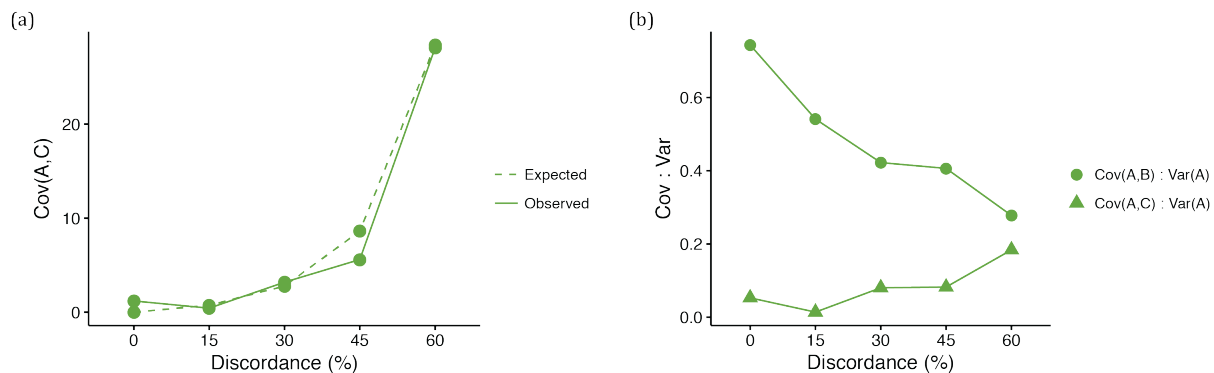 (a)
Cov(A,C)
20
10
0
0 15 30 45 60
Discordance (%)
Expected
Observed
(b)
Cov : Var
0.6
0.4
0.2
0.0
0 15 30 45 60
Discordance (%)
Cov(A,B) : Var(A)
Cov(A,C) : Var(A)